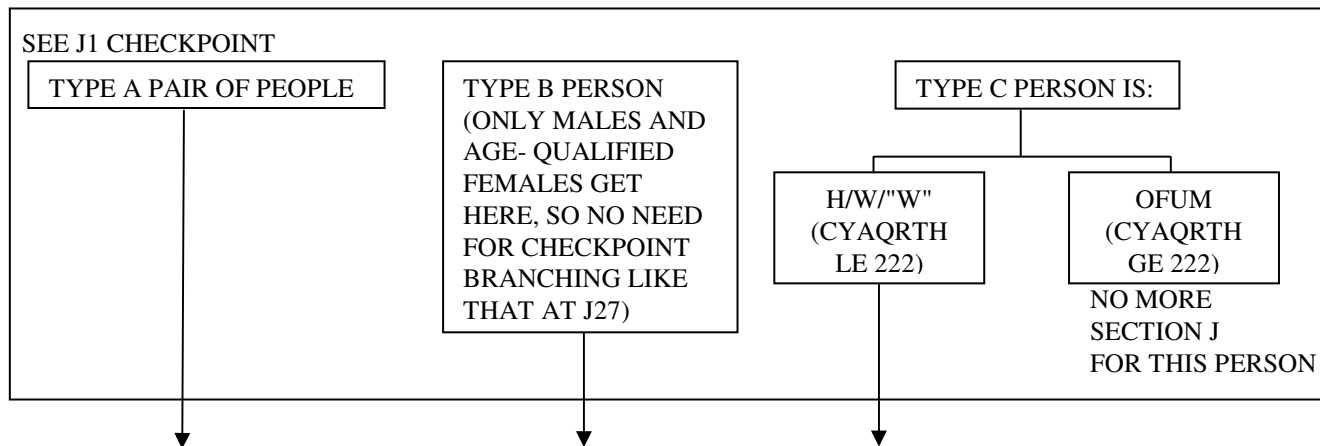 SEE J1 CHECKPOINT
TYPE A PAIR OF PEOPLE
TYPE B PERSON
(ONLY MALES AND
AGE- QUALIFIED
FEMALES GET
HERE, SO NO NEED
FOR CHECKPOINT
BRANCHING LIKE
THAT AT J27)
TYPE C PERSON IS:
H/W/"W"
(CYAQRTH
LE 222)
OFUM
(CYAQRTH
GE 222)
NO MORE
SECTION J
FOR THIS PERSON